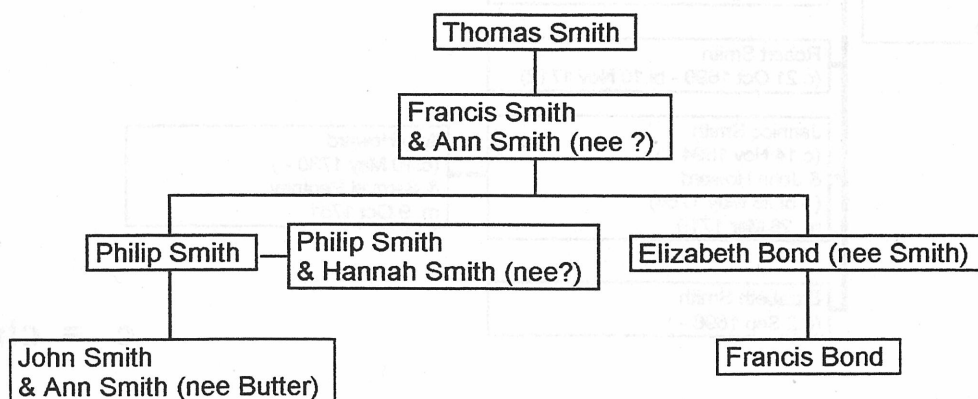 Thomas Smith
Francis Smith
& Ann Smith (nee ?)
Philip Smith
Philip Smith
& Hannah Smith (nee?)
Elizabeth Bond (nee Smith)
John Smith
& Ann Smith (nee Butter)
Francis Bond